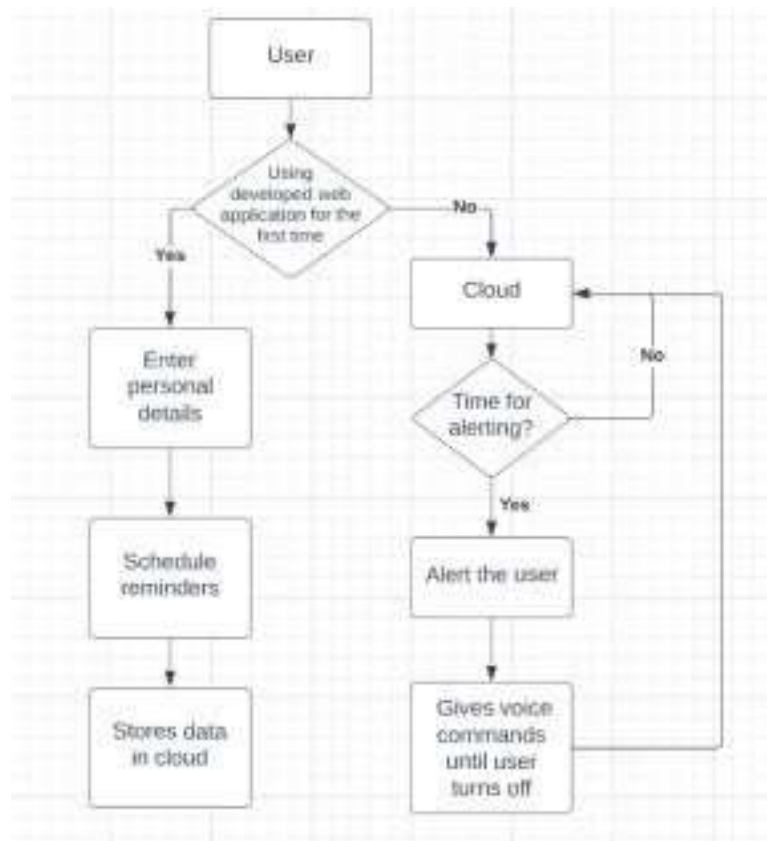 User
Using
developed web
application for the
first time
No
Yes
Cloud
Enter
personal
details
No
Time for
alerting?
Yes
Schedule
reminders
Alert the user
Stores data
in cloud
Gives voice
commands
until user
turns off